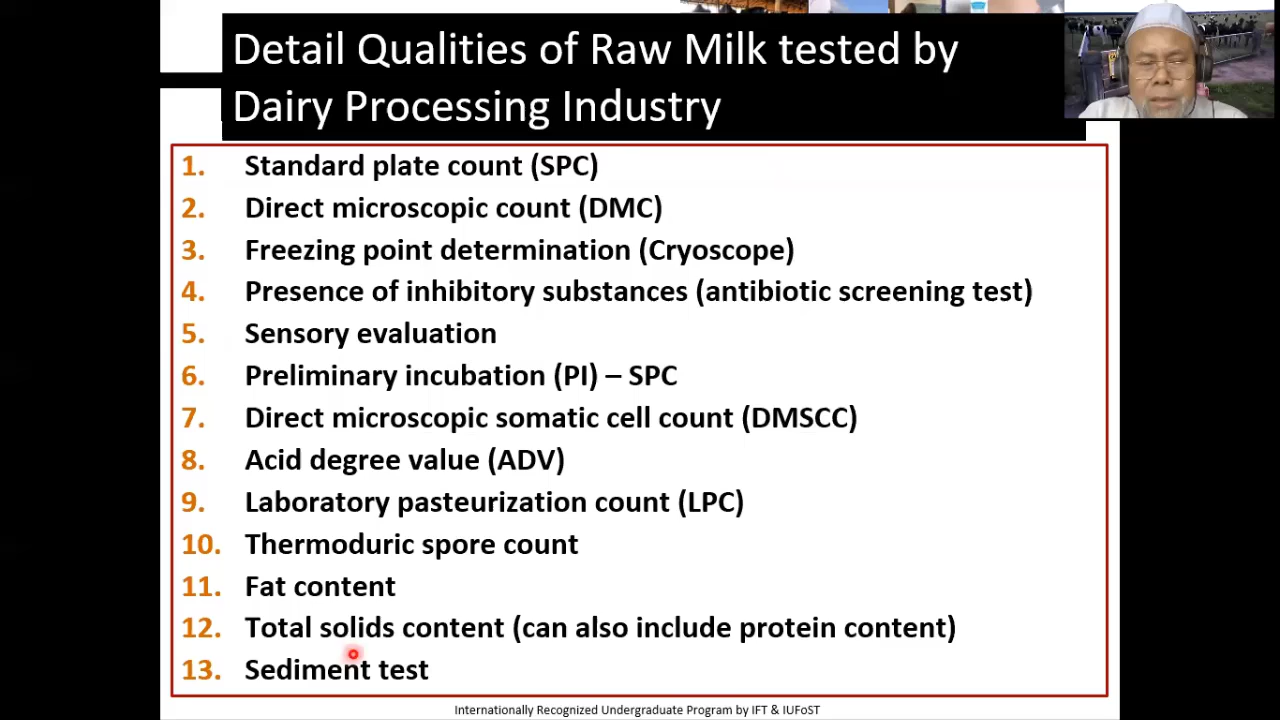 Detail Qualities of Raw Milk tested by
Dairy Processing Industry
1. Standard plate count (SPC)
2. Direct microscopic count (DMC)
3. Freezing point determination (Cryoscope)
4. Presence of inhibitory substances (antibiotic screening test)
5. Sensory evaluation
6. Preliminary incubation (PI) – SPC
7. Direct microscopic somatic cell count (DMSCC)
8. Acid degree value (ADV)
9. Laboratory pasteurization count (LPC)
10. Thermoduric spore count
11. Fat content
12. Total solids content (can also include protein content)
13. Sediment test
Internationally Recognized Undergraduate Program by IFT & IUFoST